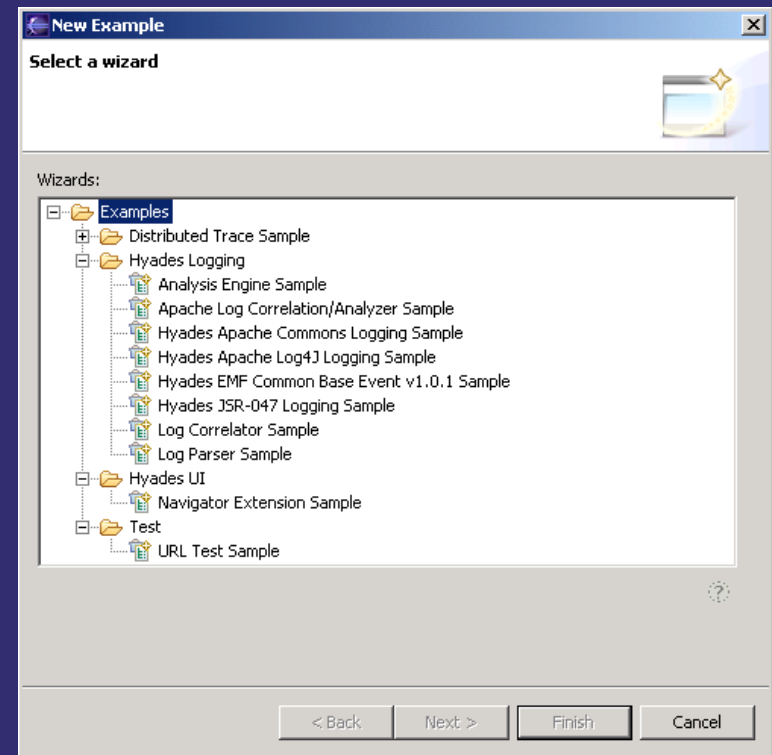 New Example
Select a wizard
Wizards:
Examples
Distributed Trace Sample
Hyades Logging
Analysis Engine Sample
Apache Log Correlation/Analyzer Sample
Hyades Apache Commons Logging Sample
Hyades Apache Log4J Logging Sample
Hyades EMF Common Base Event v1.0.1 Sample
Hyades JSR-047 Logging Sample
Log Correlator Sample
Log Parser Sample
Hyades UI
Navigator Extension Sample
Test
URL Test Sample
?
< Back Next > Finish Cancel